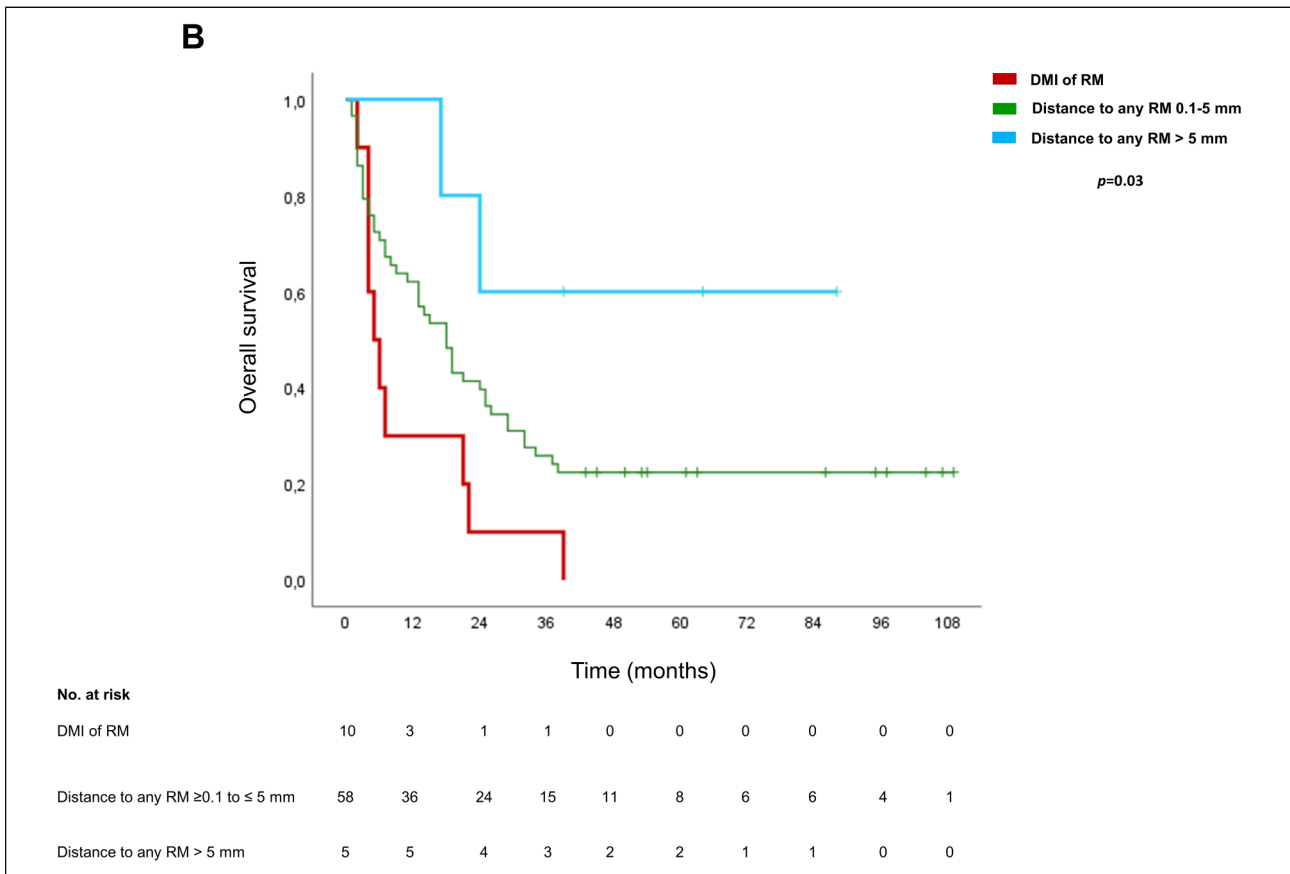 B
DMI of RM
Distance to any RM 0.1-5 mm
Distance to any RM > 5 mm
p=0.03
1,0
0,8
0,6
0,4
0,2
0,0
Overall survival
0 12 24 36 48 60 72 84 96 108
Time (months)
No. at risk
DMI of RM 10 3 1 1 0 0 0 0 0 0
Distance to any RM ≥0.1 to ≤ 5 mm 58 36 24 15 11 8 6 6 4 1
Distance to any RM > 5 mm 5 5 4 3 2 2 1 1 0 0